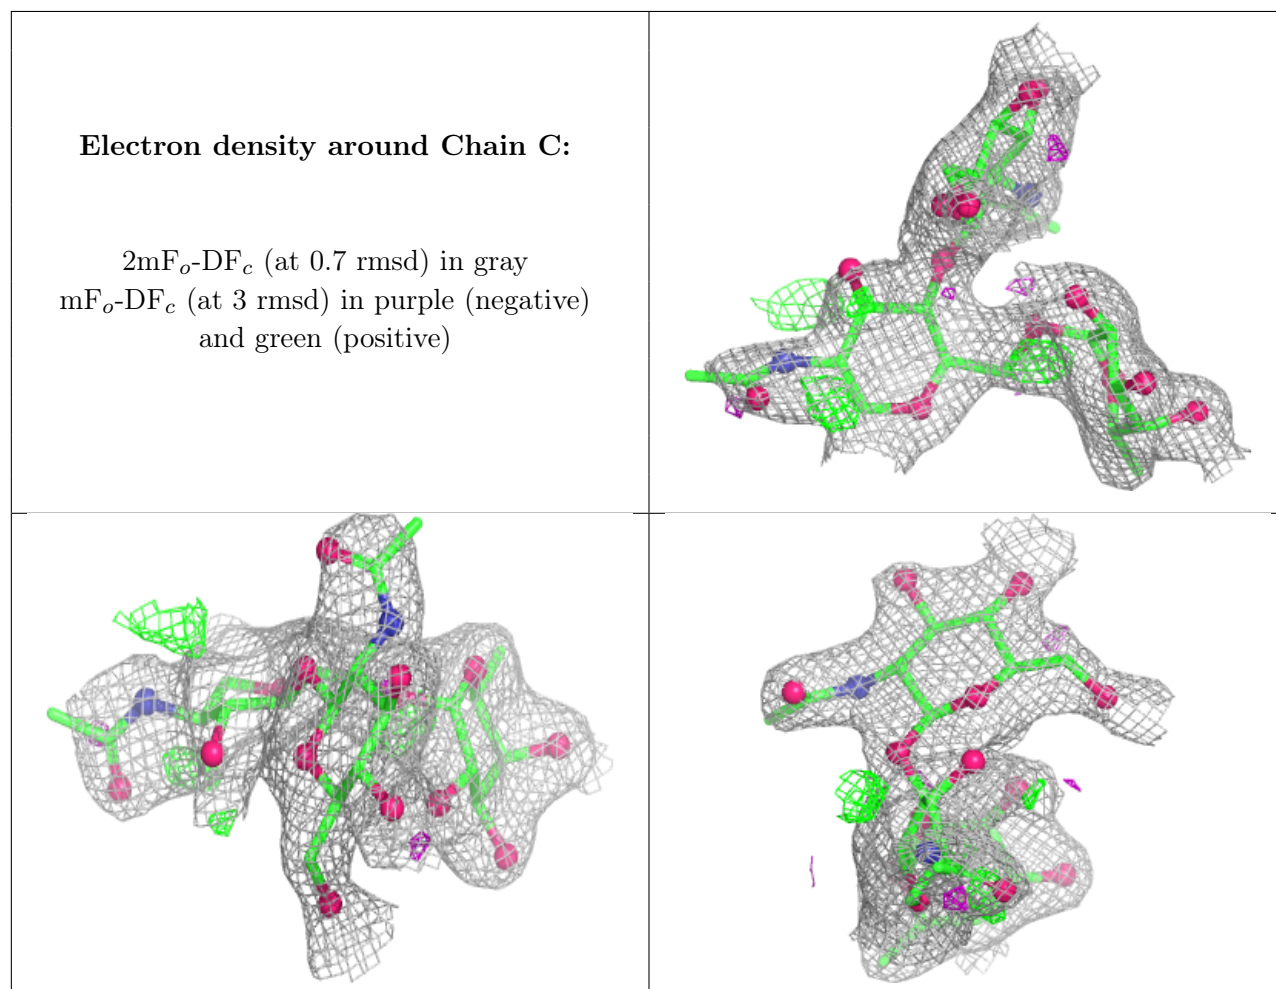 Electron density around Chain C:
2mFo-DFc (at 0.7 rmsd) in gray
mFo-DFc (at 3 rmsd) in purple (negative)
and green (positive)